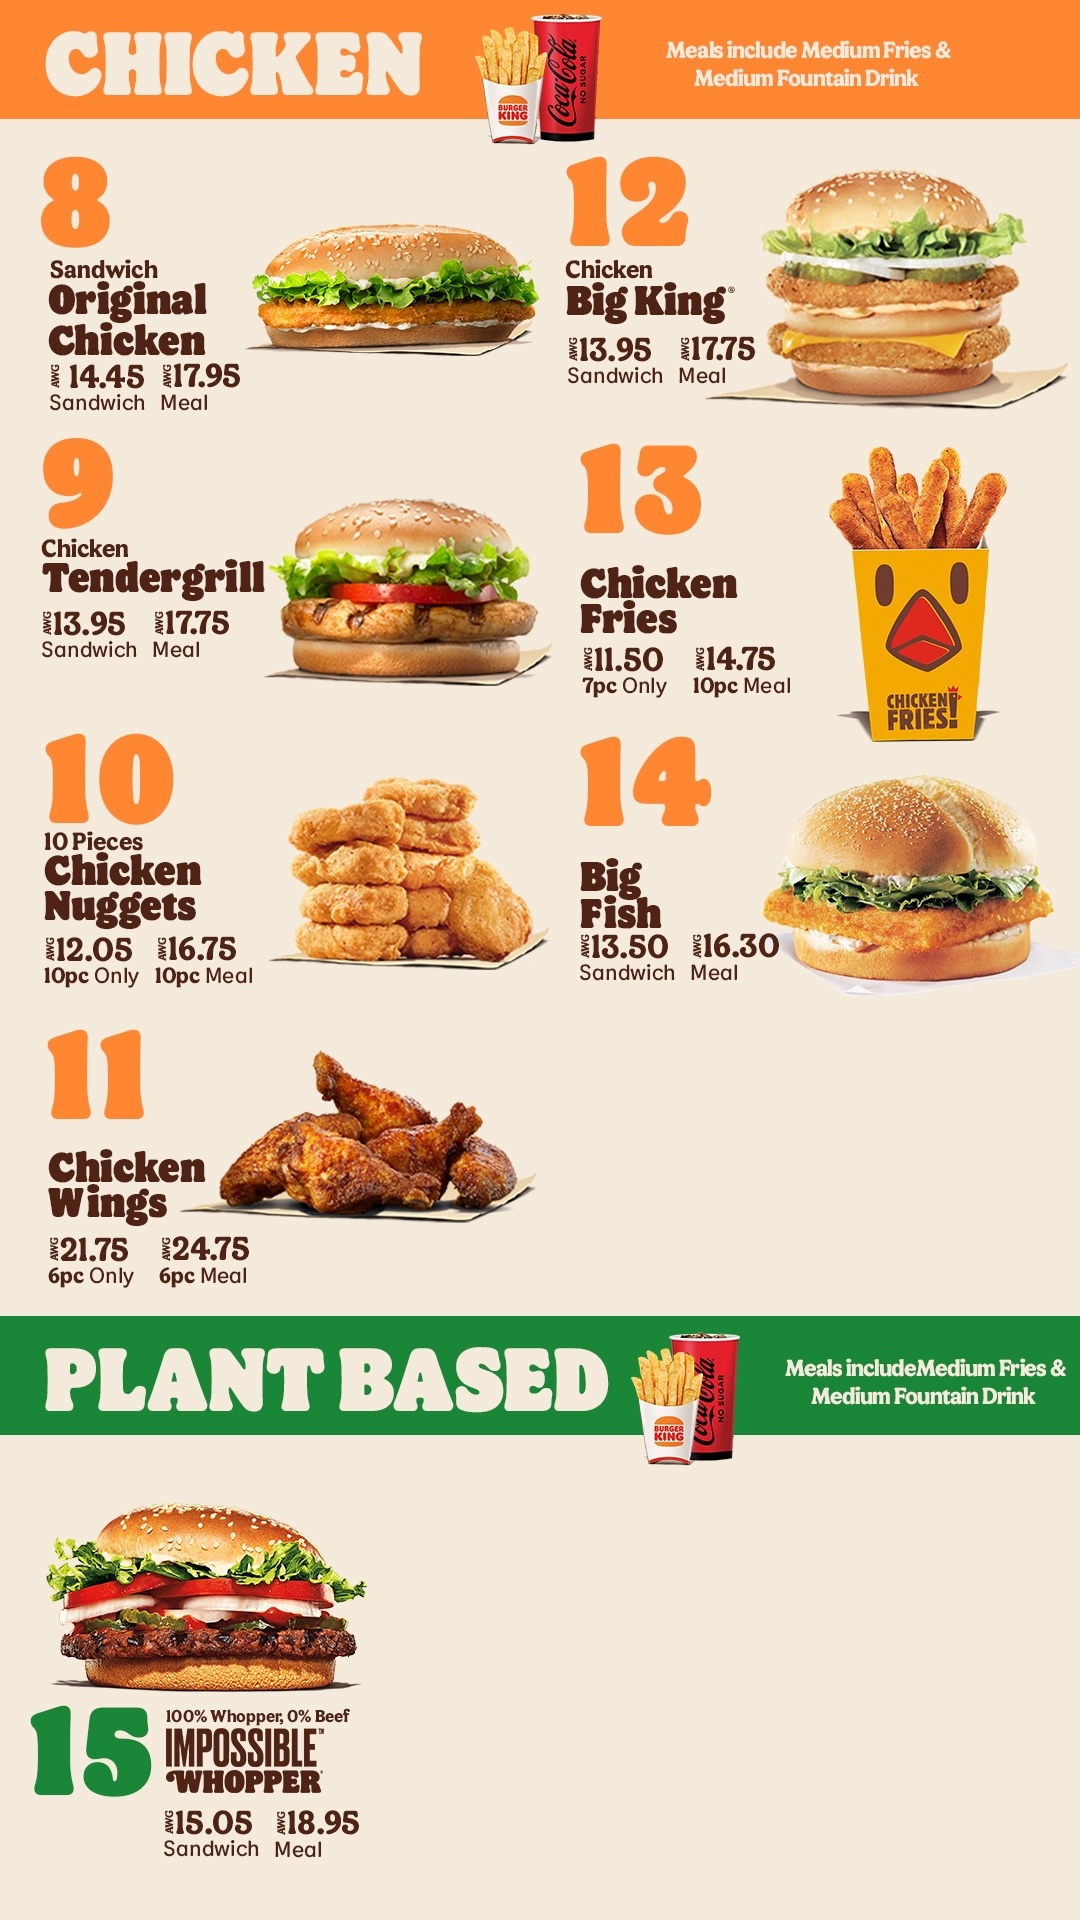 CHICKEN
BURGER
KING
Coca-Cola
NO SUGAR
Meals include Medium Fries &
Medium Fountain Drink
8
Sandwich
Original
Chicken
AWG 14.45 AWG 17.95
Sandwich Meal
12
Chicken
Big King®
AWG 13.95 AWG 17.75
Sandwich Meal
9
Chicken
Tendergrill
AWG 13.95 AWG 17.75
Sandwich Meal
13
Chicken
Fries
AWG 11.50 AWG 14.75
7pc Only 10pc Meal
CHICKEN
FRIES!
10
10 Pieces
Chicken
Nuggets
AWG 12.05 AWG 16.75
10pc Only 10pc Meal
14
Big
Fish
AWG 13.50 AWG 16.30
Sandwich Meal
11
Chicken
Wings
AWG 21.75 AWG 24.75
6pc Only 6pc Meal
PLANT BASED
BURGER
KING
Coca-Cola
NO SUGAR
Meals includeMedium Fries &
Medium Fountain Drink
15
100% Whopper, 0% Beef
IMPOSSIBLE™
WHOPPER
AWG 15.05 AWG 18.95
Sandwich Meal